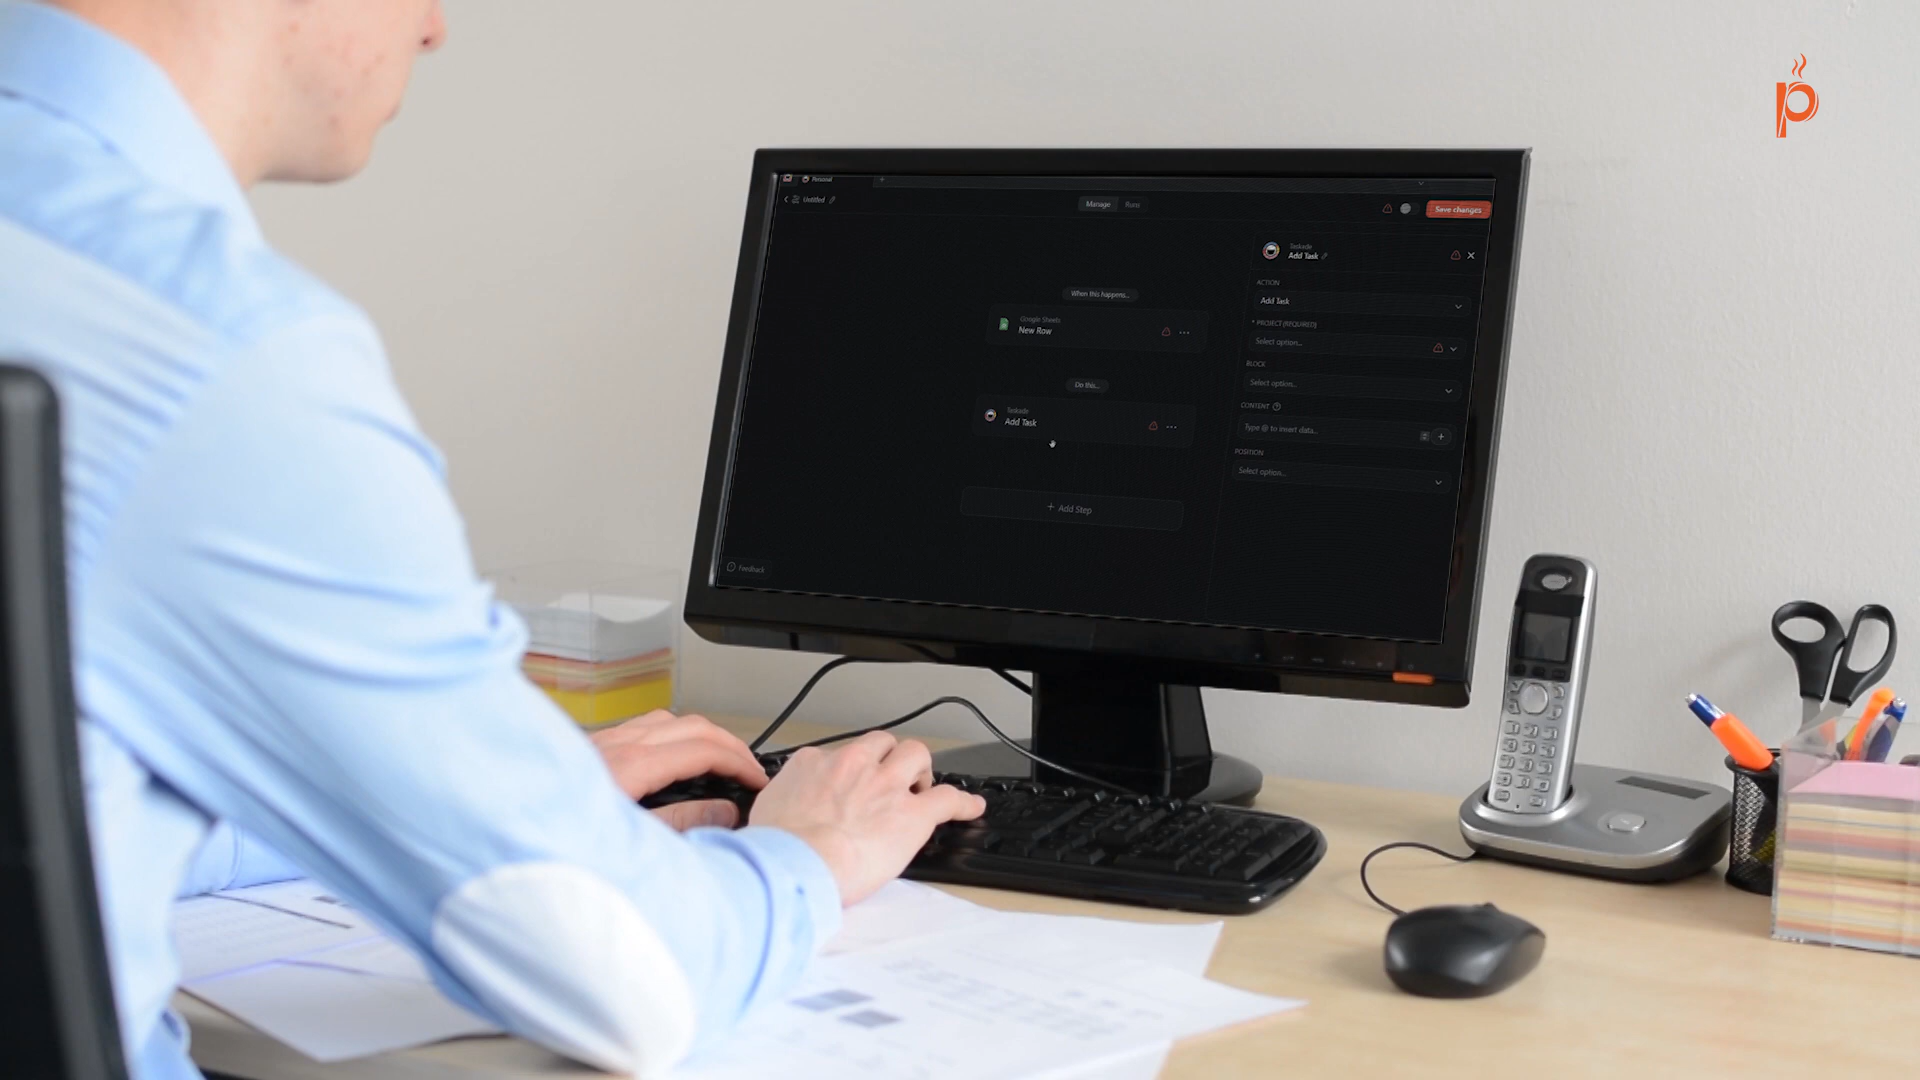 Personal
+
Untitled
Manage
Runs
Save changes
Taskade
Add Task
ACTION
Add Task
* PROJECT (REQUIRED)
Select option...
BLOCK
Select option...
CONTENT
Type @ to insert data...
POSITION
Select option...
When this happens...
Google Sheets
New Row
Do this...
Taskade
Add Task
+ Add Step
Feedback
p